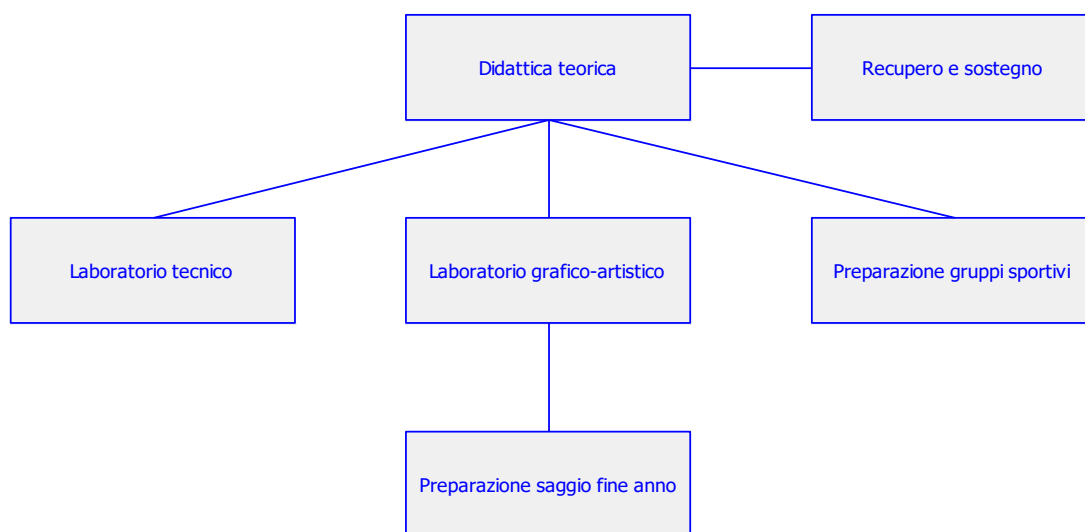 Didattica teorica
Recupero e sostegno
Laboratorio tecnico
Laboratorio grafico-artistico
Preparazione gruppi sportivi
Preparazione saggio fine anno